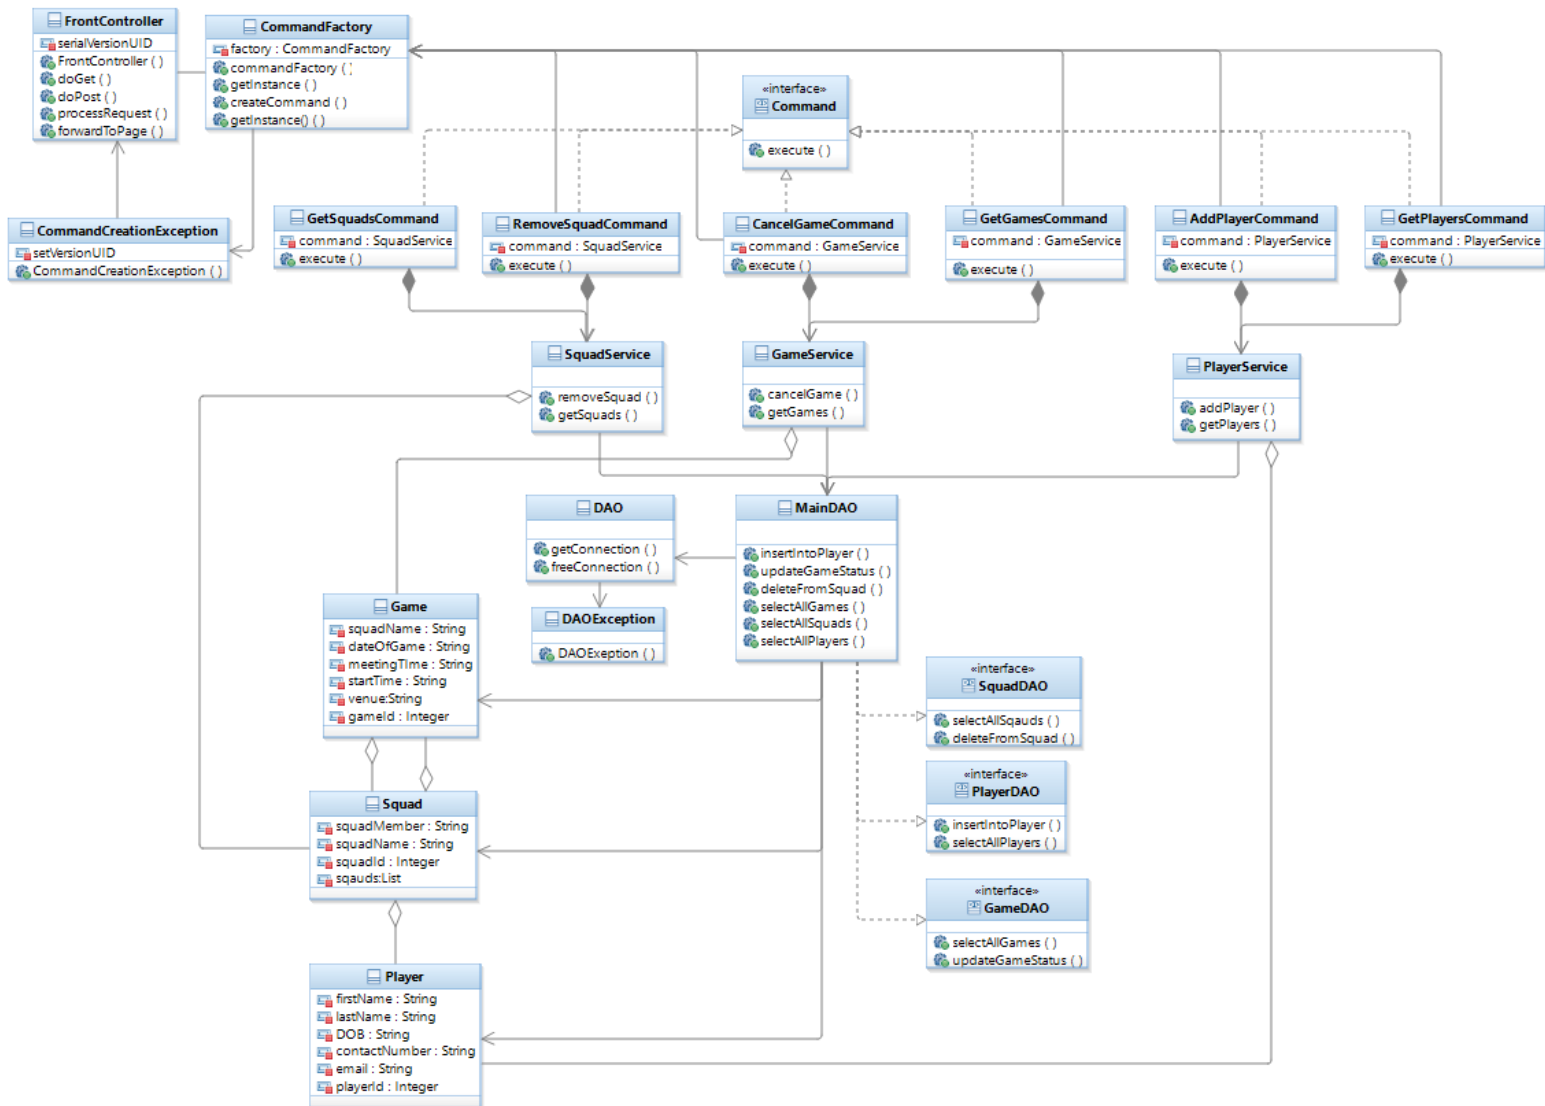 FrontController
serialVersionUID
FrontController ( )
doGet ( )
doPost ( )
processRequest ( )
forwardToPage ( )
CommandFactory
factory : CommandFactory
commandFactory ( )
getInstance ( )
createCommand ( )
getInstance() ( )
«interface»
Command
execute ( )
CommandCreationException
setVersionUID
CommandCreationException ( )
GetSquadsCommand
command : SquadService
execute ( )
RemoveSquadCommand
command : SquadService
execute ( )
CancelGameCommand
command : GameService
execute ( )
GetGamesCommand
command : GameService
execute ( )
AddPlayerCommand
command : PlayerService
execute ( )
GetPlayersCommand
command : PlayerService
execute ( )
SquadService
removeSquad ( )
getSquads ( )
GameService
cancelGame ( )
getGames ( )
PlayerService
addPlayer ( )
getPlayers ( )
DAO
getConnection ( )
freeConnection ( )
MainDAO
insertIntoPlayer ( )
updateGameStatus ( )
deleteFromSquad ( )
selectAllGames ( )
selectAllSquads ( )
selectAllPlayers ( )
DAOException
DAOExeption ( )
Game
squadName : String
dateOfGame : String
meetingTIme : String
startTime : String
venue:String
gameId : Integer
«interface»
SquadDAO
selectAllSqauds ( )
deleteFromSquad ( )
«interface»
PlayerDAO
insertIntoPlayer ( )
selectAllPlayers ( )
Squad
squadMember : String
squadName : String
squadId : Integer
sqauds:List
«interface»
GameDAO
selectAllGames ( )
updateGameStatus ( )
Player
firstName : String
lastName : String
DOB : String
contactNumber : String
email : String
playerId : Integer